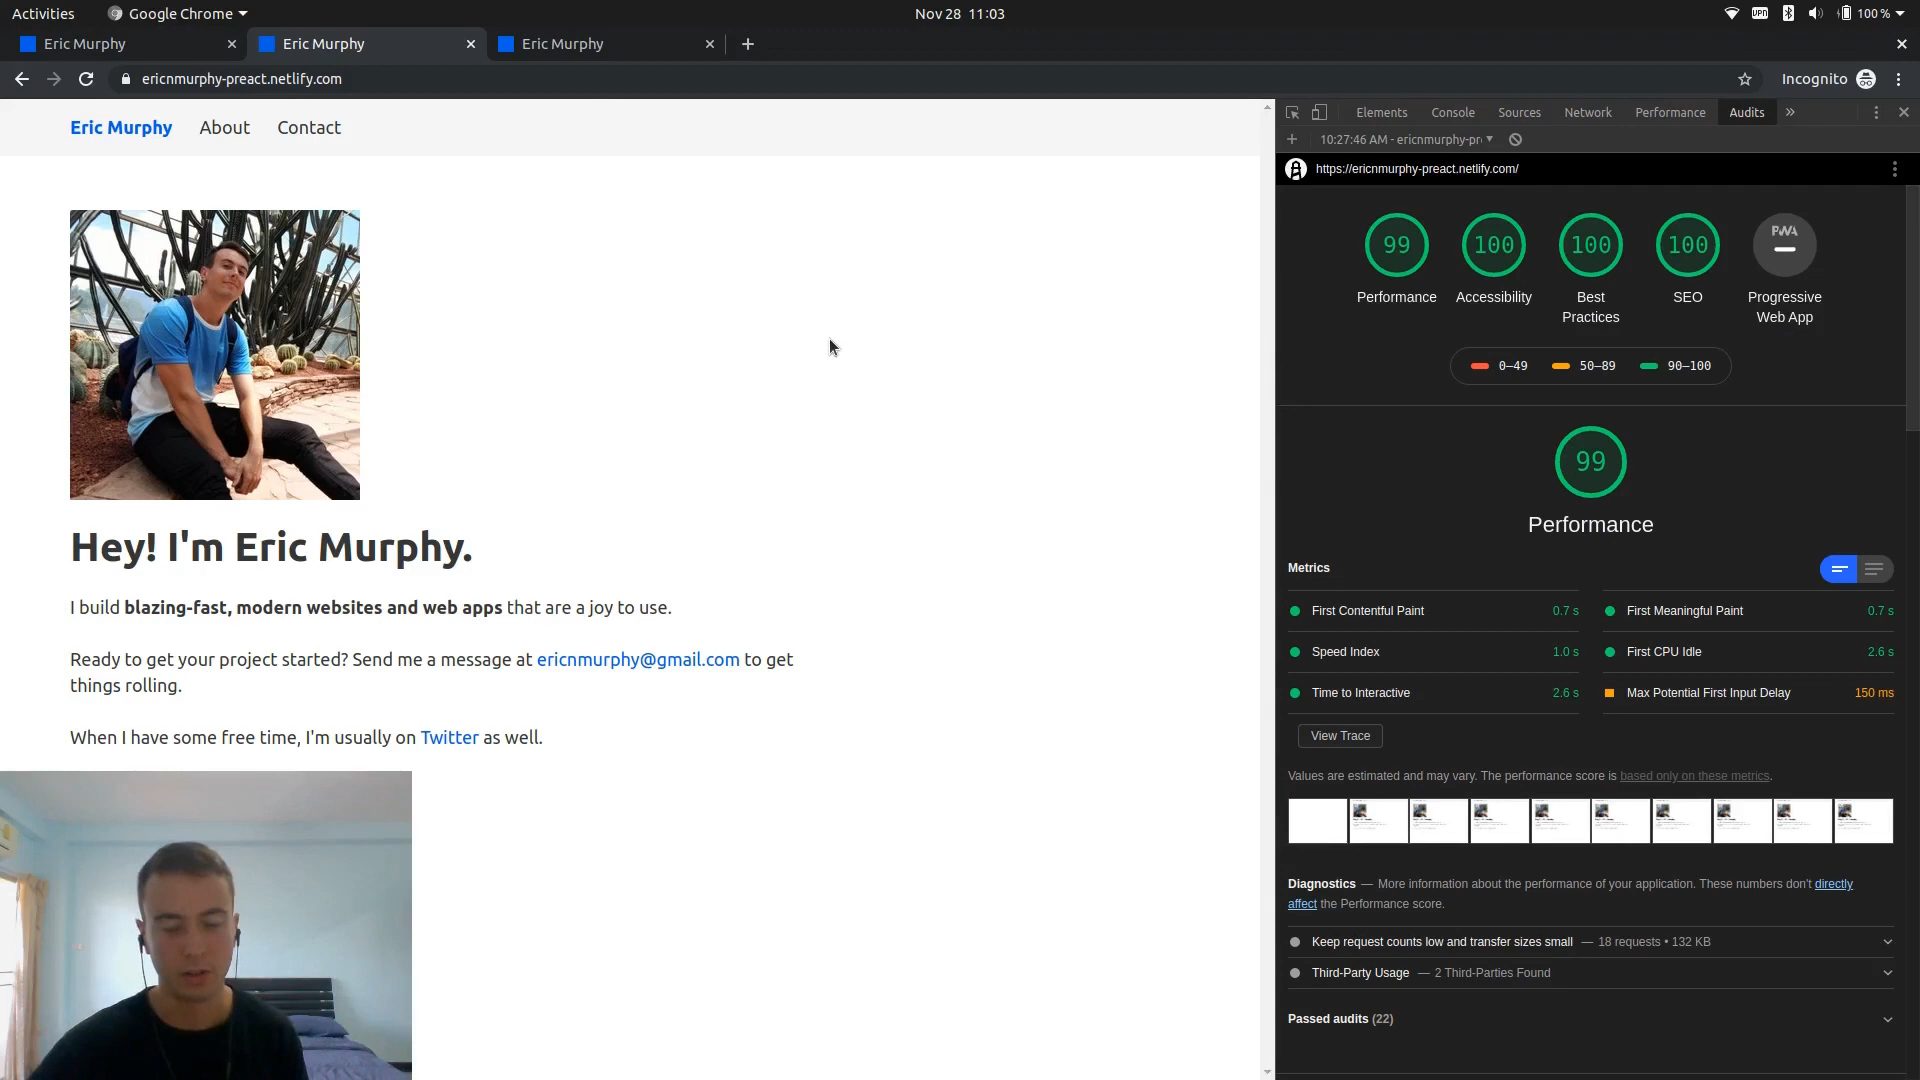 Activities Google Chrome Nov 28 11:03 VPN 100 %
Eric Murphy Eric Murphy Eric Murphy
ericnmurphy-preact.netlify.com Incognito
Eric Murphy About Contact
Hey! I'm Eric Murphy.
I build blazing-fast, modern websites and web apps that are a joy to use.
Ready to get your project started? Send me a message at ericnmurphy@gmail.com to get
things rolling.
When I have some free time, I'm usually on Twitter as well.
Elements Console Sources Network Performance Audits
10:27:46 AM - ericnmurphy-pr
https://ericnmurphy-preact.netlify.com/
99 100 100 100 PWA
Performance Accessibility Best SEO Progressive
Practices Web App
0–49 50–89 90–100
99
Performance
Metrics
First Contentful Paint 0.7 s First Meaningful Paint 0.7 s
Speed Index 1.0 s First CPU Idle 2.6 s
Time to Interactive 2.6 s Max Potential First Input Delay 150 ms
View Trace
Values are estimated and may vary. The performance score is based only on these metrics.
Diagnostics — More information about the performance of your application. These numbers don't directly
affect the Performance score.
Keep request counts low and transfer sizes small — 18 requests • 132 KB
Third-Party Usage — 2 Third-Parties Found
Passed audits (22)